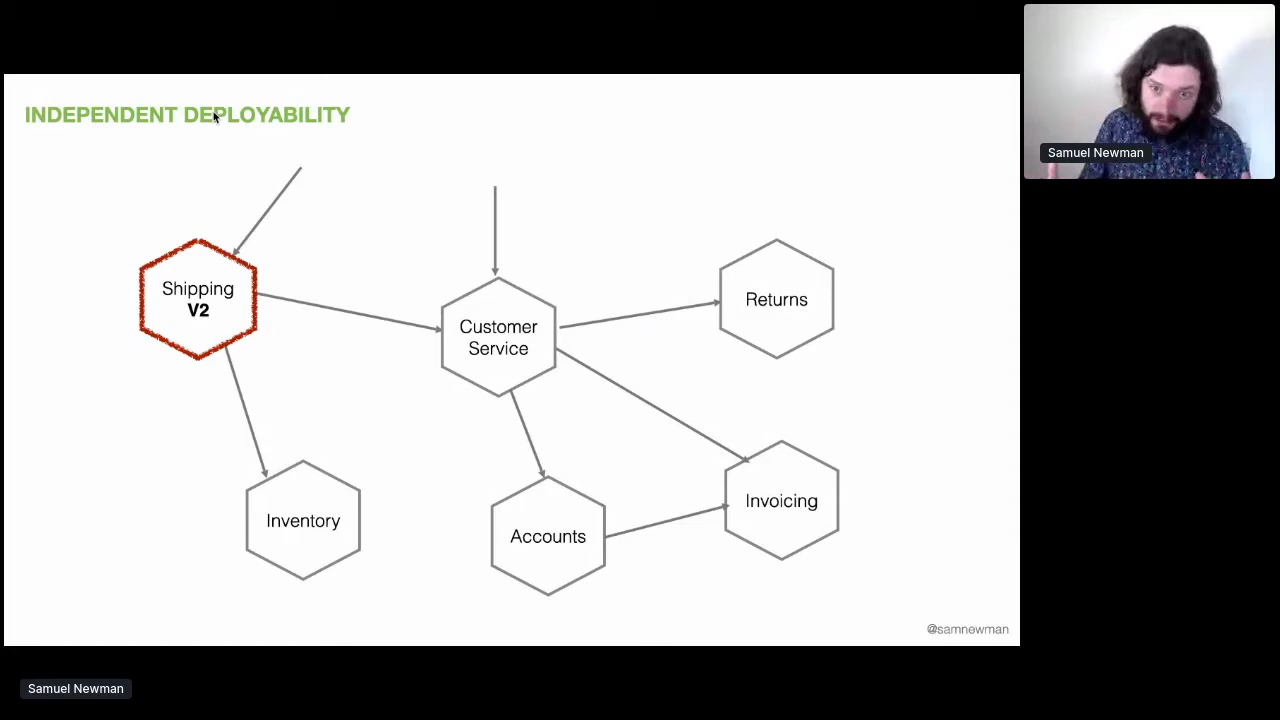 INDEPENDENT DEPLOYABILITY
Samuel Newman
Shipping
V2
Customer
Service
Returns
Inventory
Accounts
Invoicing
@samnewman
Samuel Newman